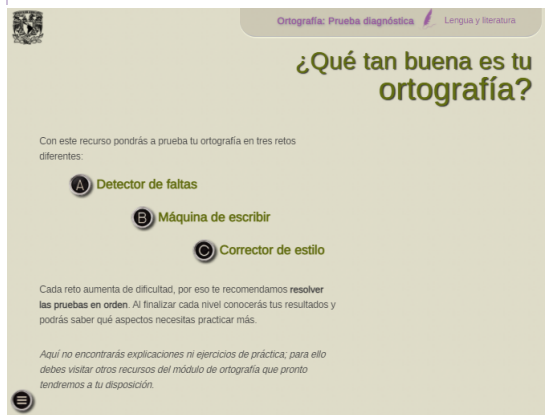 Ortografía: Prueba diagnóstica Lengua y literatura
¿Qué tan buena es tu
ortografía?
Con este recurso pondrás a prueba tu ortografía en tres retos
diferentes:
A Detector de faltas
B Máquina de escribir
C Corrector de estilo
Cada reto aumenta de dificultad, por eso te recomendamos resolver
las pruebas en orden. Al finalizar cada nivel conocerás tus resultados y
podrás saber qué aspectos necesitas practicar más.
Aquí no encontrarás explicaciones ni ejercicios de práctica; para ello
debes visitar otros recursos del módulo de ortografía que pronto
tendremos a tu disposición.